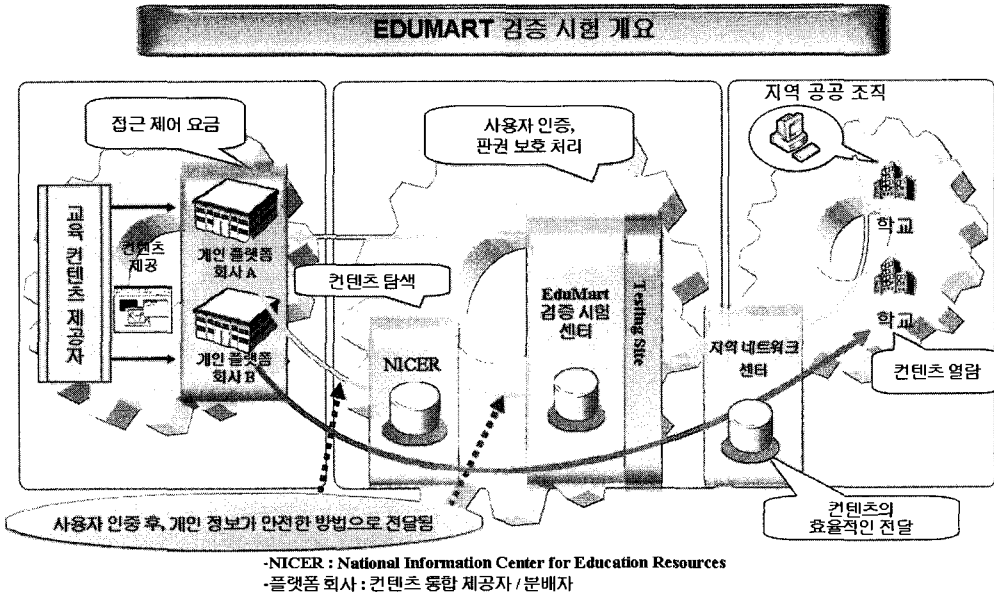 EDUMART 검증 시험 개요
접근 제어 요금
교육 컨텐츠 제공자
컨텐츠
제공
개인 플랫폼
회사 A
개인 플랫폼
회사 B
사용자 인증,
판권 보호 처리
컨텐츠 탐색
NICER
EduMart
검증 시험
센터
Testing Site
지역 공공 조직
학교
학교
지역 네트워크
센터
컨텐츠 열람
컨텐츠의
효율적인 전달
사용자 인증 후, 개인 정보가 안전한 방법으로 전달됨
-NICER : National Information Center for Education Resources
-플랫폼 회사 : 컨텐츠 통합 제공자 / 분배자